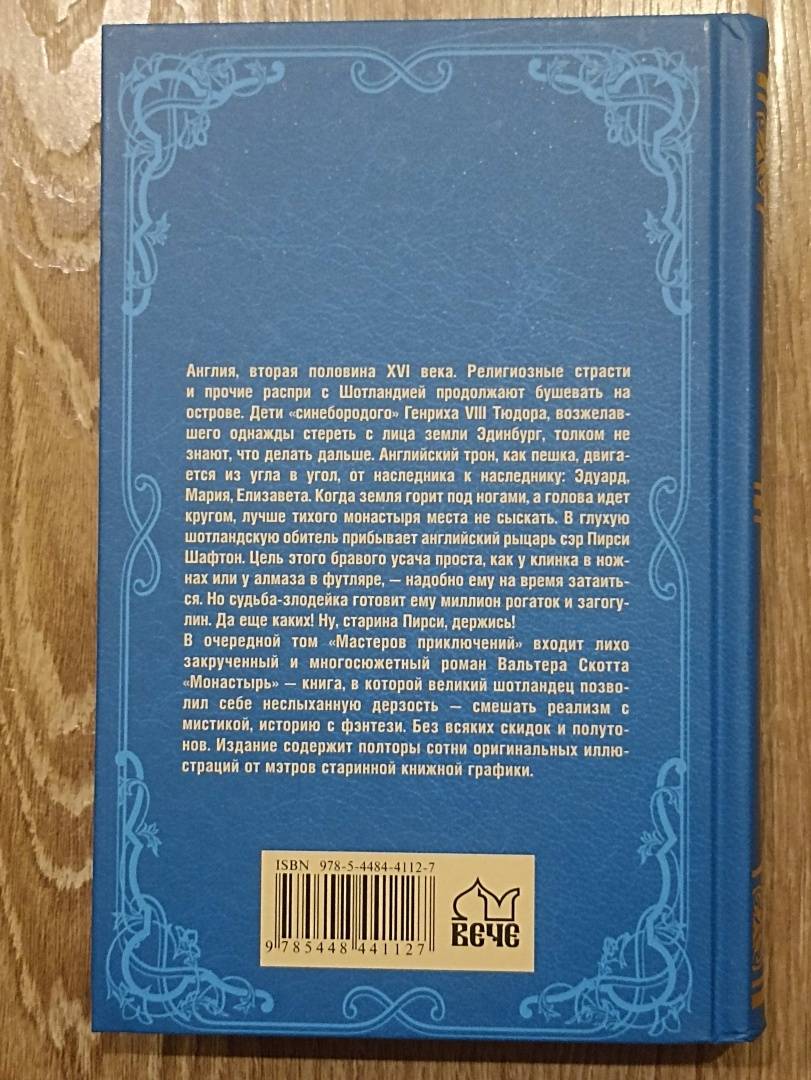 Англия, вторая половина XVI века. Религиозные страсти
и прочие распри с Шотландией продолжают бушевать на
острове. Дети «синебородого» Генриха VIII Тюдора, возжелав-
шего однажды стереть с лица земли Эдинбург, толком не
знают, что делать дальше. Английский трон, как пешка, двига-
ется из угла в угол, от наследника к наследнику: Эдуард,
Мария, Елизавета. Когда земля горит под ногами, а голова идет
кругом, лучше тихого монастыря места не сыскать. В глухую
шотландскую обитель прибывает английский рыцарь сэр Пирси
Шафтон. Цель этого бравого усача проста, как у клинка в нож-
нах или у алмаза в футляре, — надобно ему на время затаить-
ся. Но судьба-злодейка готовит ему миллион рогаток и загогу-
лин. Да еще каких! Ну, старина Пирси, держись!
В очередной том «Мастеров приключений» входит лихо
закрученный и многосюжетный роман Вальтера Скотта
«Монастырь» — книга, в которой великий шотландец позво-
лил себе неслыханную дерзость — смешать реализм с
мистикой, историю с фэнтези. Без всяких скидок и полуто-
нов. Издание содержит полторы сотни оригинальных иллю-
страций от мэтров старинной книжной графики.
ISBN 978-5-4484-4112-7
9 785448 441127
ВЕЧЕ